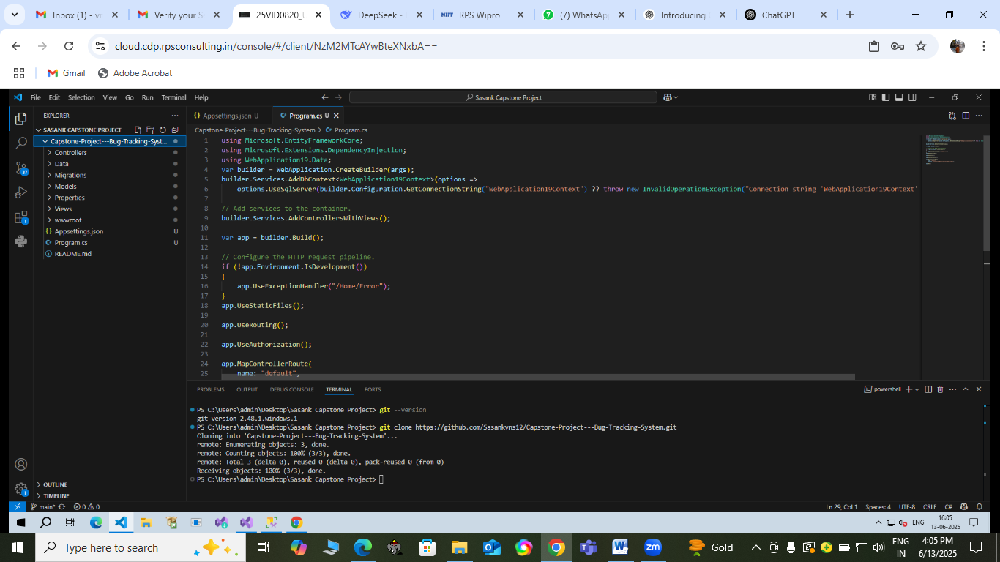 Inbox (1) - vn
Verify your S
25VID0820_U
DeepSeek -
NIIT RPS Wipro
(7) WhatsAp
Introducing
ChatGPT
cloud.cdp.rpsconsulting.in/console/#/client/NzM2MTcAYwBteXNxbA==
Gmail
Adobe Acrobat
File Edit Selection View Go Run Terminal Help
Sasank Capstone Project
EXPLORER
SASANK CAPSTONE PROJECT
Capstone-Project---Bug-Tracking-Syst...
Controllers
Data
Migrations
Models
Properties
Views
wwwroot
{} Appsettings.json U
Program.cs U
README.md
OUTLINE
TIMELINE
37
1
1
{} Appsettings.json U
Program.cs U
Capstone-Project---Bug-Tracking-System > Program.cs
1 using Microsoft.EntityFrameworkCore;
2 using Microsoft.Extensions.DependencyInjection;
3 using WebApplication19.Data;
4 var builder = WebApplication.CreateBuilder(args);
5 builder.Services.AddDbContext<WebApplication19Context>(options =>
6 options.UseSqlServer(builder.Configuration.GetConnectionString("WebApplication19Context") ?? throw new InvalidOperationException("Connection string 'WebApplication19Context'
7
8 // Add services to the container.
9 builder.Services.AddControllersWithViews();
10
11 var app = builder.Build();
12
13 // Configure the HTTP request pipeline.
14 if (!app.Environment.IsDevelopment())
15 {
16 app.UseExceptionHandler("/Home/Error");
17 }
18 app.UseStaticFiles();
19
20 app.UseRouting();
21
22 app.UseAuthorization();
23
24 app.MapControllerRoute(
25 name: "default",
PROBLEMS OUTPUT DEBUG CONSOLE TERMINAL PORTS
powershell
PS C:\Users\admin\Desktop\Sasank Capstone Project> git --version
git version 2.48.1.windows.1
PS C:\Users\admin\Desktop\Sasank Capstone Project> git clone https://github.com/Sasankvns12/Capstone-Project---Bug-Tracking-System.git
Cloning into 'Capstone-Project---Bug-Tracking-System'...
remote: Enumerating objects: 3, done.
remote: Counting objects: 100% (3/3), done.
remote: Total 3 (delta 0), reused 0 (delta 0), pack-reused 0 (from 0)
Receiving objects: 100% (3/3), done.
PS C:\Users\admin\Desktop\Sasank Capstone Project>
main* 0 0
Ln 29, Col 1 Spaces: 4 UTF-8 CRLF C#
ENG
16:05
13-06-2025
Type here to search
Gold
ENG
IN
4:05 PM
6/13/2025